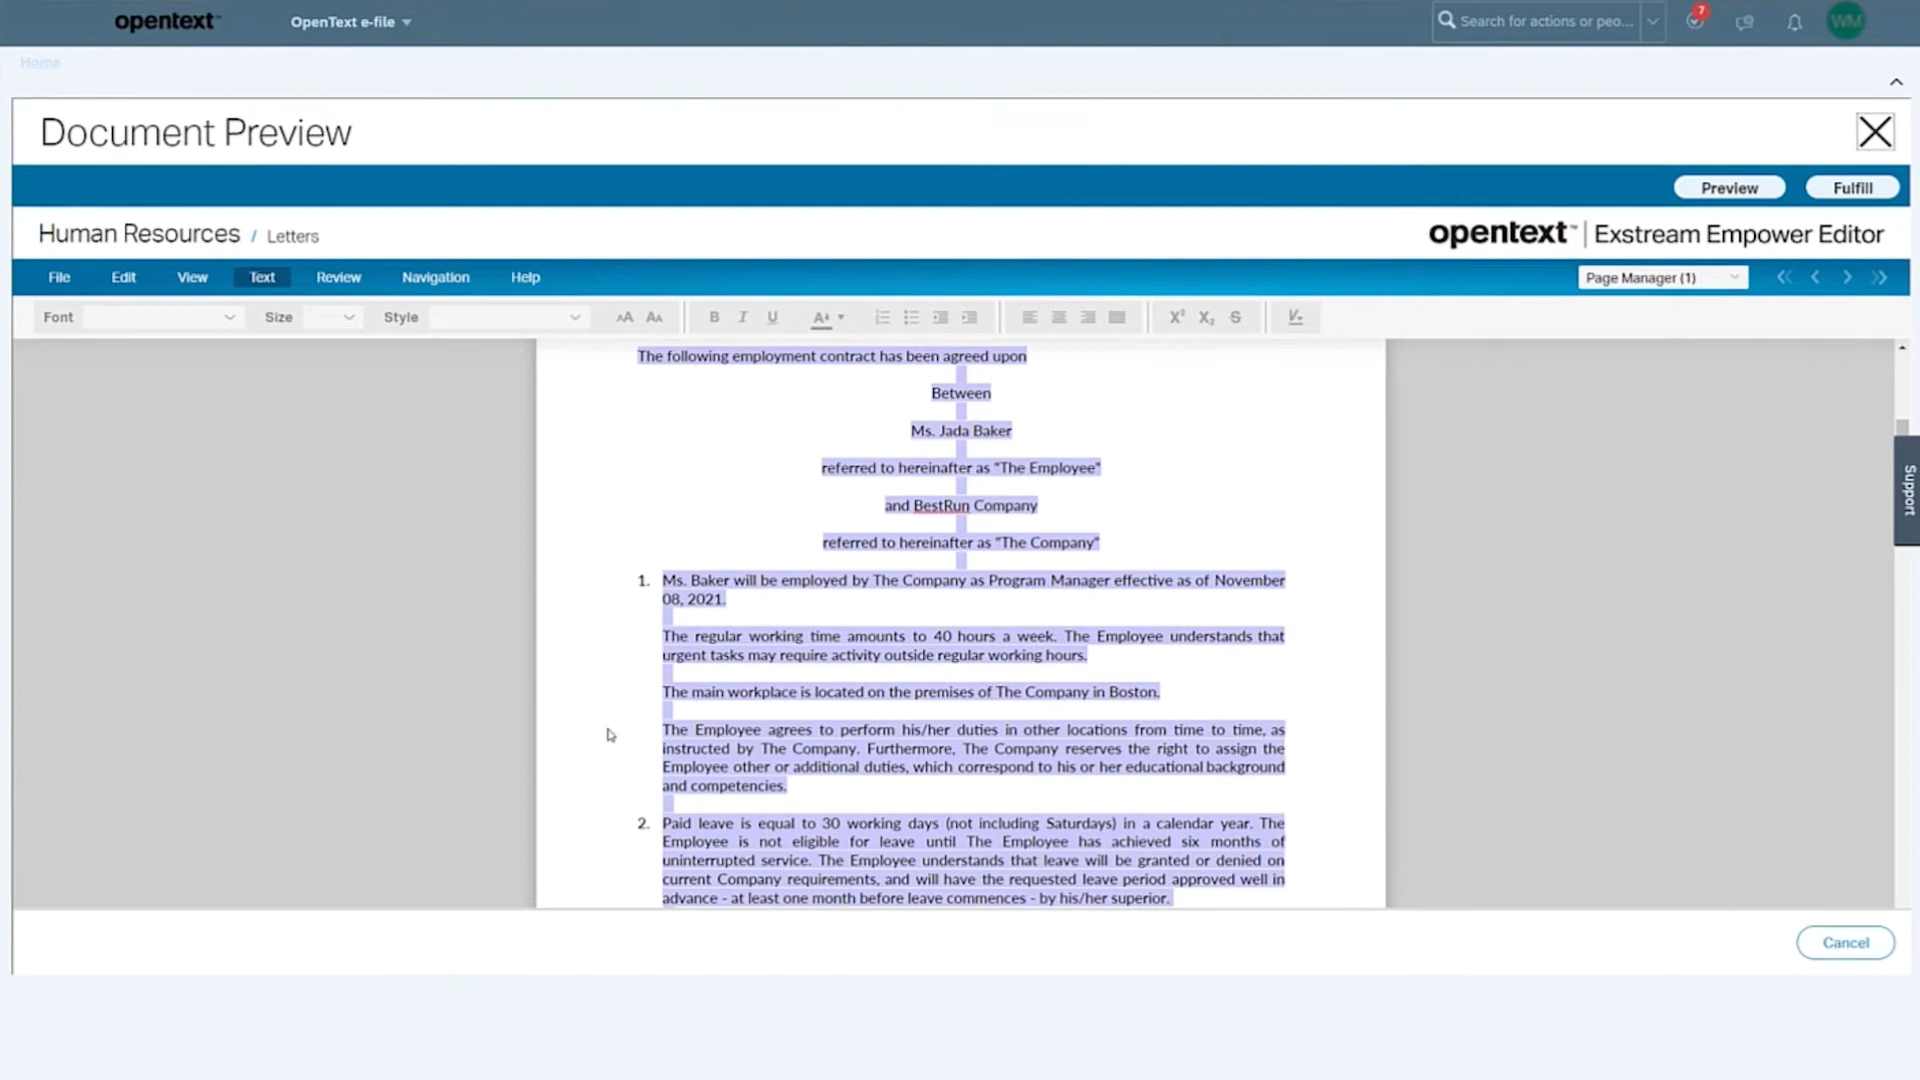 opentext™
OpenText e-file
Search for actions or peo...
7
WM
Home
Document Preview
Preview
Fulfill
Human Resources / Letters
opentext™ | Exstream Empower Editor
File Edit View Text Review Navigation Help
Page Manager (1)
Font Size Style
Support
The following employment contract has been agreed upon
Between
Ms. Jada Baker
referred to hereinafter as "The Employee"
and BestRun Company
referred to hereinafter as "The Company"
1. Ms. Baker will be employed by The Company as Program Manager effective as of November
08, 2021.
The regular working time amounts to 40 hours a week. The Employee understands that
urgent tasks may require activity outside regular working hours.
The main workplace is located on the premises of The Company in Boston.
The Employee agrees to perform his/her duties in other locations from time to time, as
instructed by The Company. Furthermore, The Company reserves the right to assign the
Employee other or additional duties, which correspond to his or her educational background
and competencies.
2. Paid leave is equal to 30 working days (not including Saturdays) in a calendar year. The
Employee is not eligible for leave until The Employee has achieved six months of
uninterrupted service. The Employee understands that leave will be granted or denied on
current Company requirements, and will have the requested leave period approved well in
advance - at least one month before leave commences - by his/her superior.
Cancel